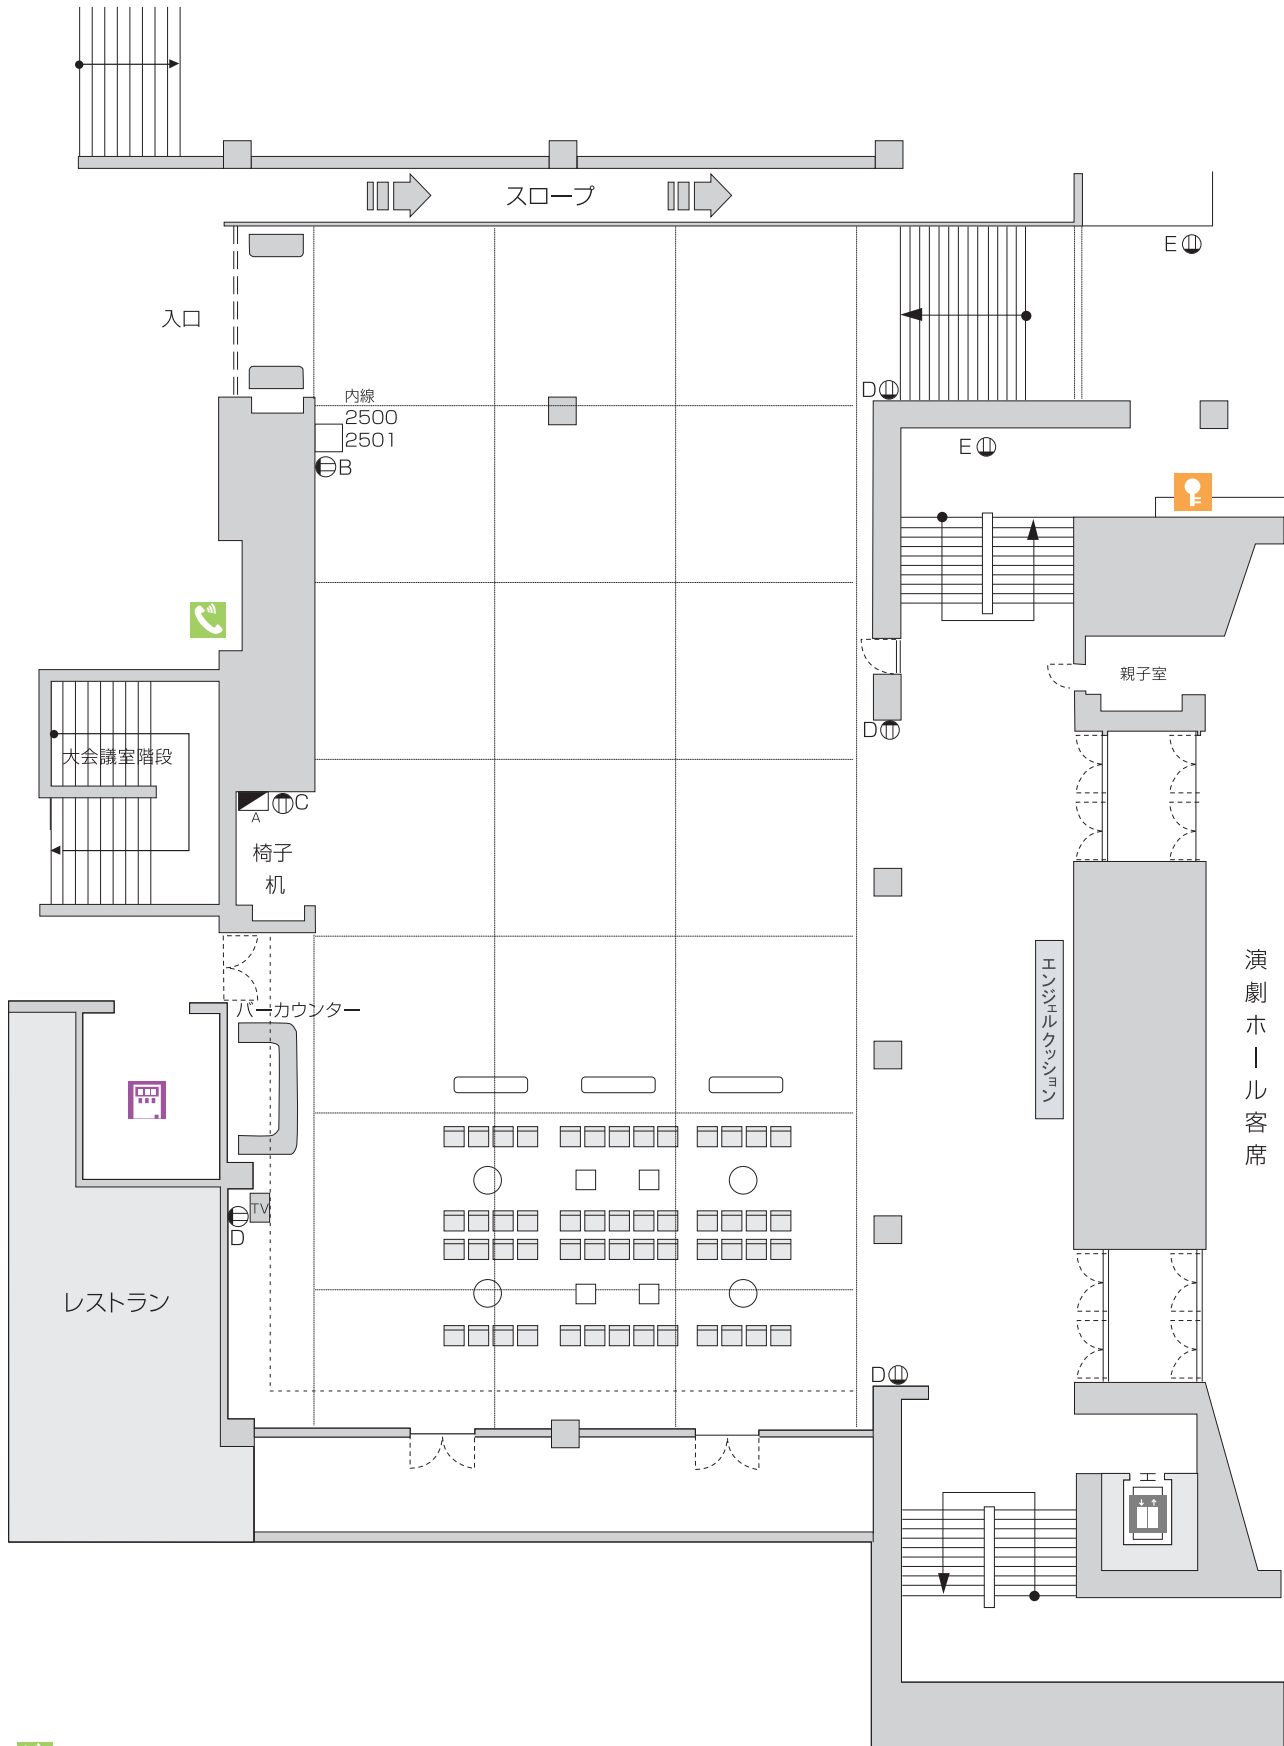 スロープ
E
入口
内線
2500
2501
B
D
E
親子室
D
大会議室階段
A
C
椅子
机
バーカウンター
エンジェルクッション
演劇ホール客席
TV
D
レストラン
D